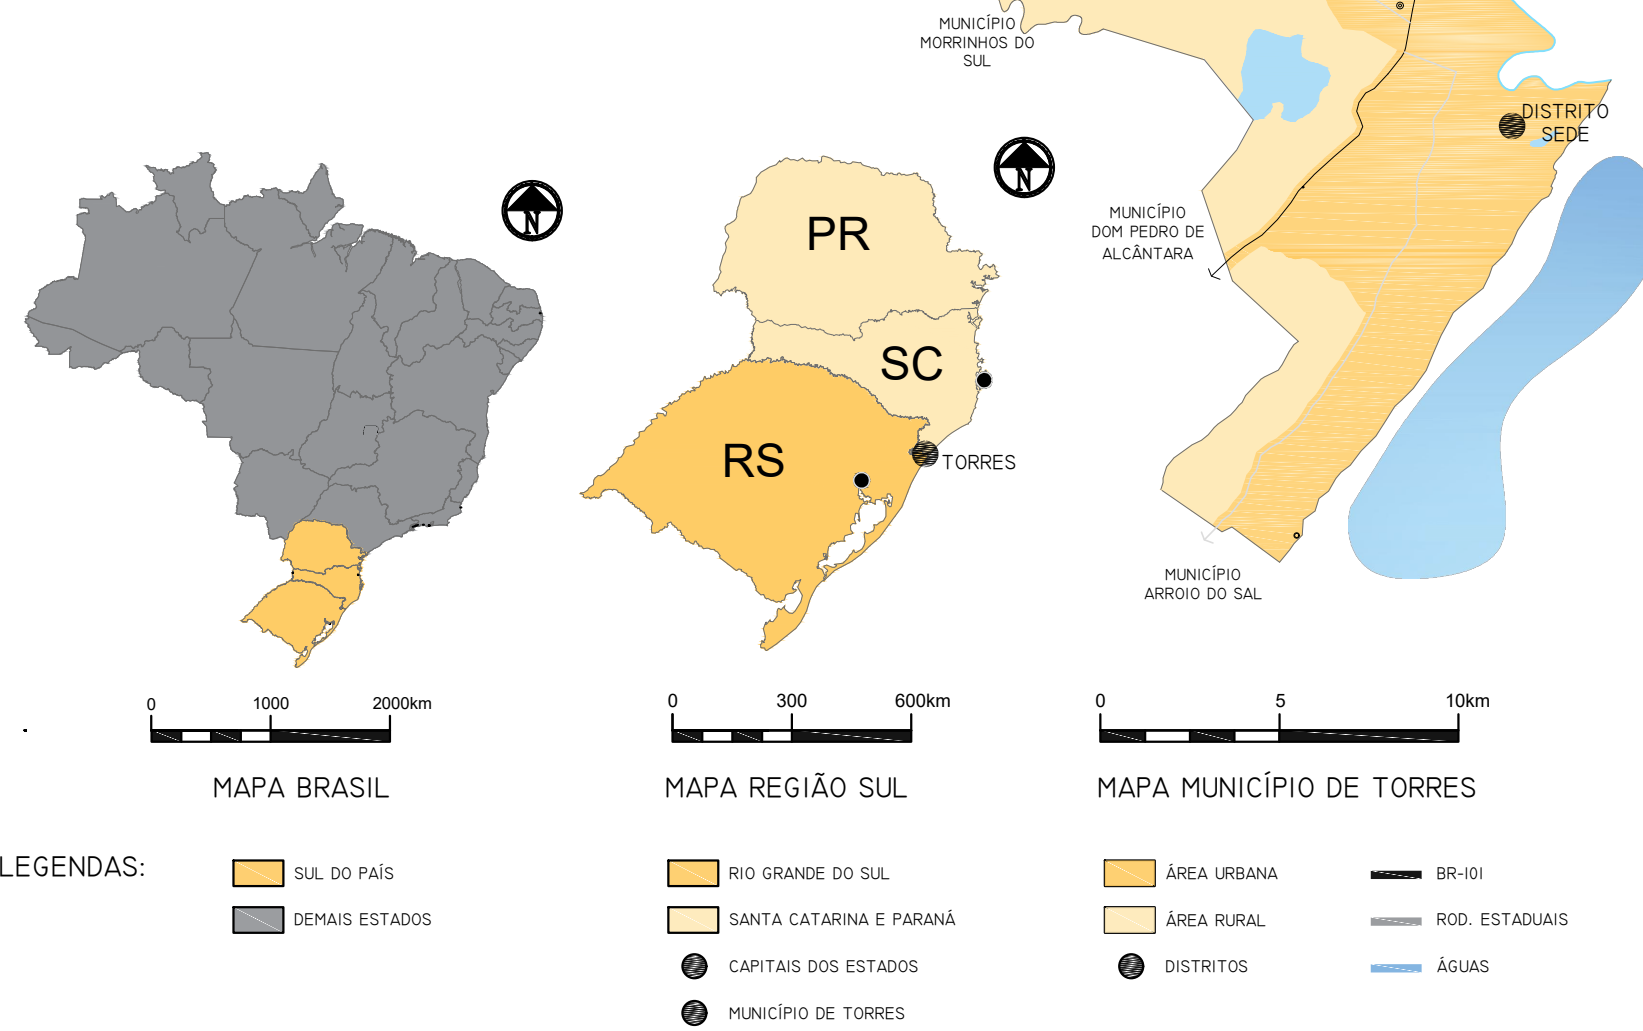 MUNICÍPIO
MORRINHOS DO
SUL
DISTRITO
SEDE
N
N
PR
SC
RS
TORRES
MUNICÍPIO
DOM PEDRO DE
ALCÂNTARA
MUNICÍPIO
ARROIO DO SAL
0 1000 2000km
0 300 600km
0 5 10km
MAPA BRASIL
MAPA REGIÃO SUL
MAPA MUNICÍPIO DE TORRES
LEGENDAS:
SUL DO PAÍS
DEMAIS ESTADOS
RIO GRANDE DO SUL
SANTA CATARINA E PARANÁ
CAPITAIS DOS ESTADOS
MUNICÍPIO DE TORRES
ÁREA URBANA
ÁREA RURAL
DISTRITOS
BR-101
ROD. ESTADUAIS
ÁGUAS